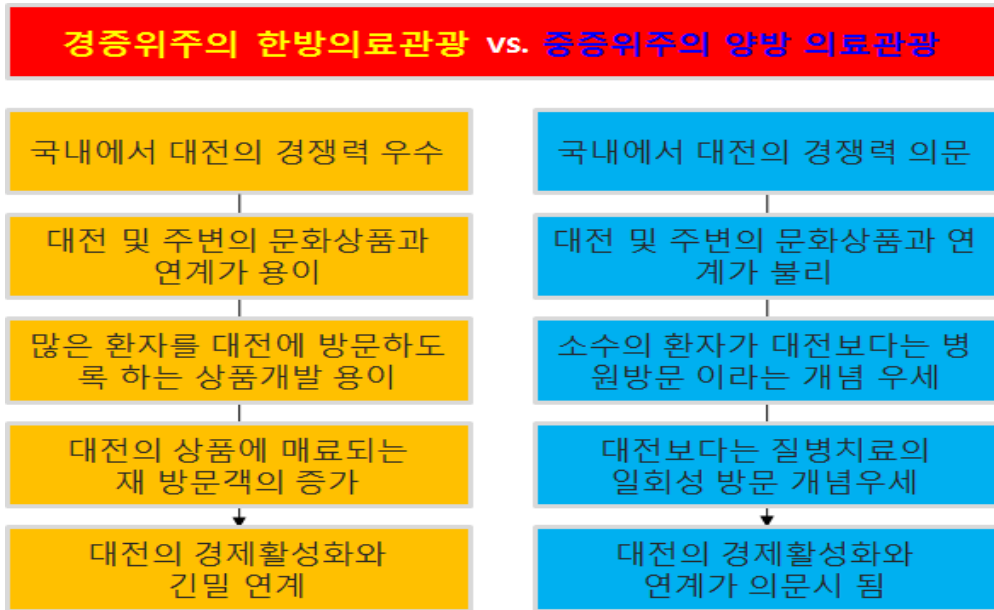 경증위주의 한방의료관광 vs. 중증위주의 양방 의료관광
국내에서 대전의 경쟁력 우수
대전 및 주변의 문화상품과
연계가 용이
많은 환자를 대전에 방문하도
록 하는 상품개발 용이
대전의 상품에 매료되는
재 방문객의 증가
대전의 경제활성화와
긴밀 연계
국내에서 대전의 경쟁력 의문
대전 및 주변의 문화상품과 연
계가 불리
소수의 환자가 대전보다는 병
원방문 이라는 개념 우세
대전보다는 질병치료의
일회성 방문 개념우세
대전의 경제활성화와
연계가 의문시 됨